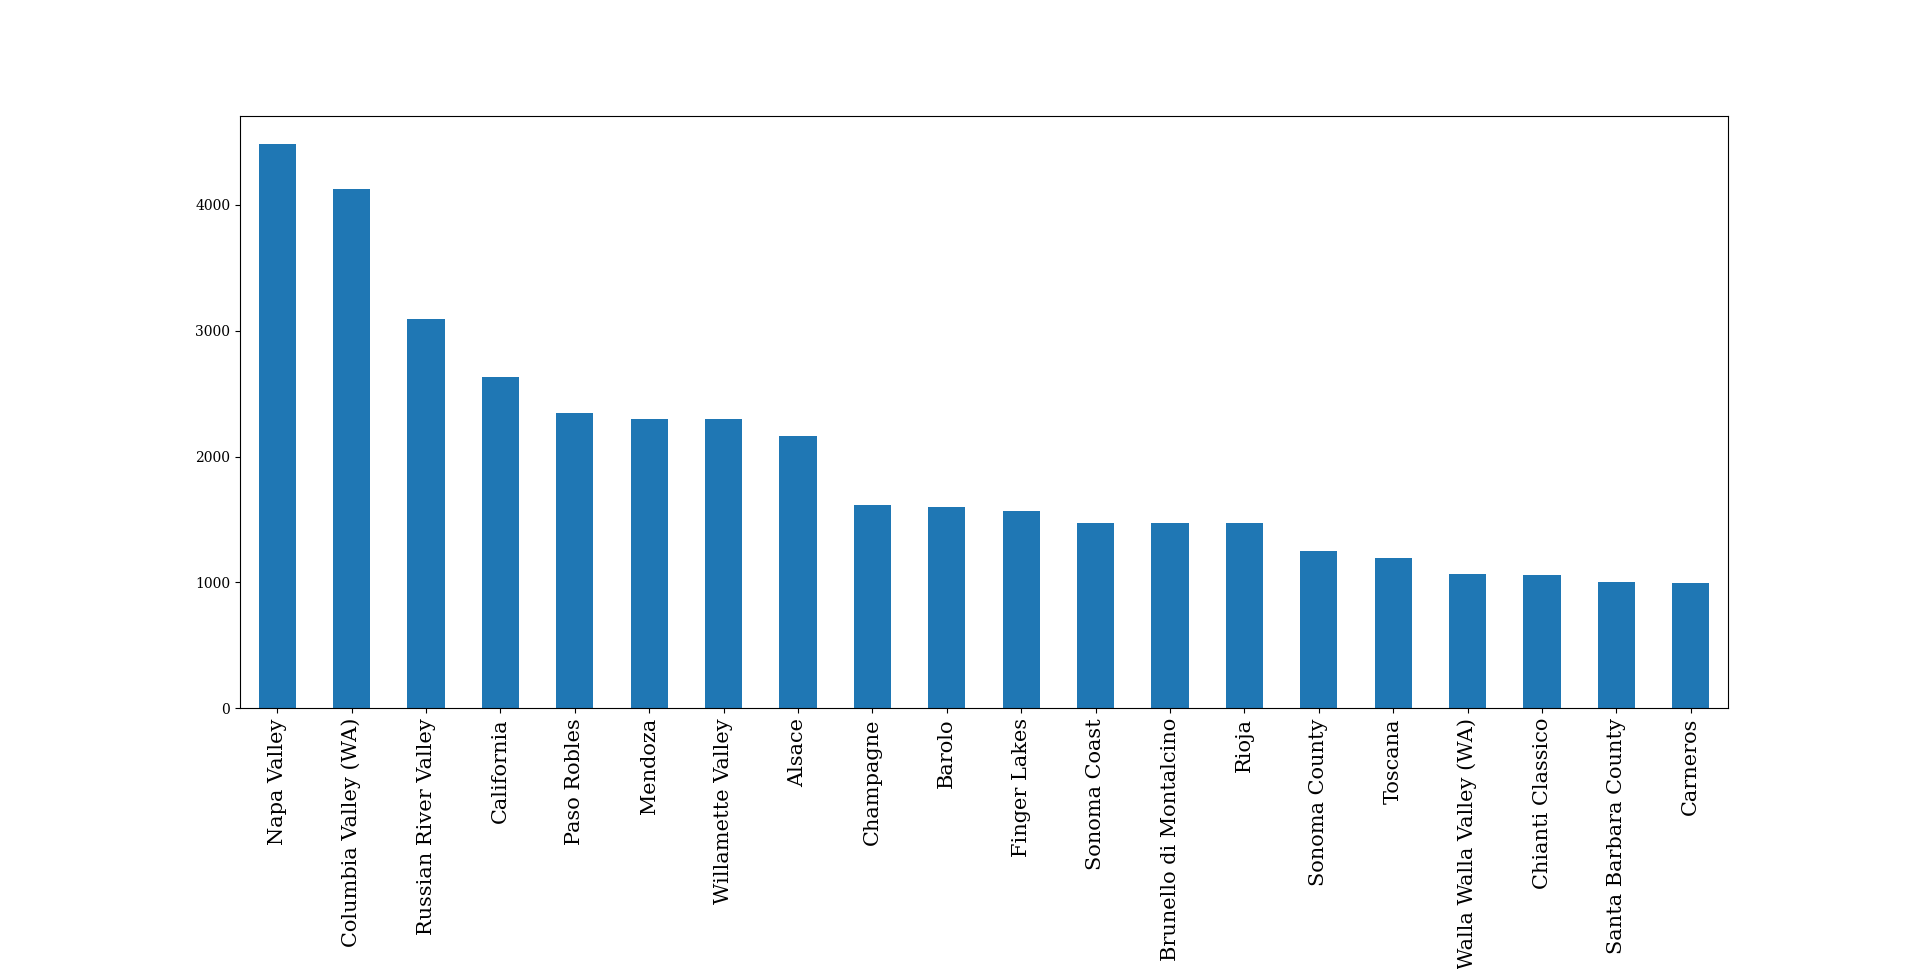 4000
3000
2000
1000
0
Napa Valley
Columbia Valley (WA)
Russian River Valley
California
Paso Robles
Mendoza
Willamette Valley
Alsace
Champagne
Barolo
Finger Lakes
Sonoma Coast
Brunello di Montalcino
Rioja
Sonoma County
Toscana
Walla Walla Valley (WA)
Chianti Classico
Santa Barbara County
Carneros